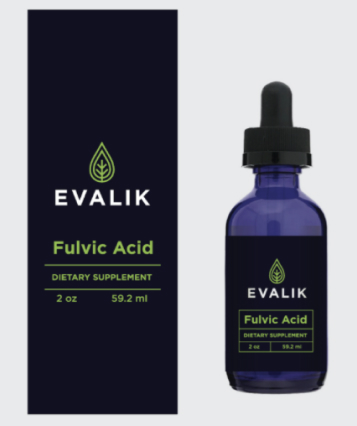 EVALIK
Fulvic Acid
DIETARY SUPPLEMENT
2 oz 59.2 ml
EVALIK
Fulvic Acid
DIETARY SUPPLEMENT
2 oz 59.2 ml